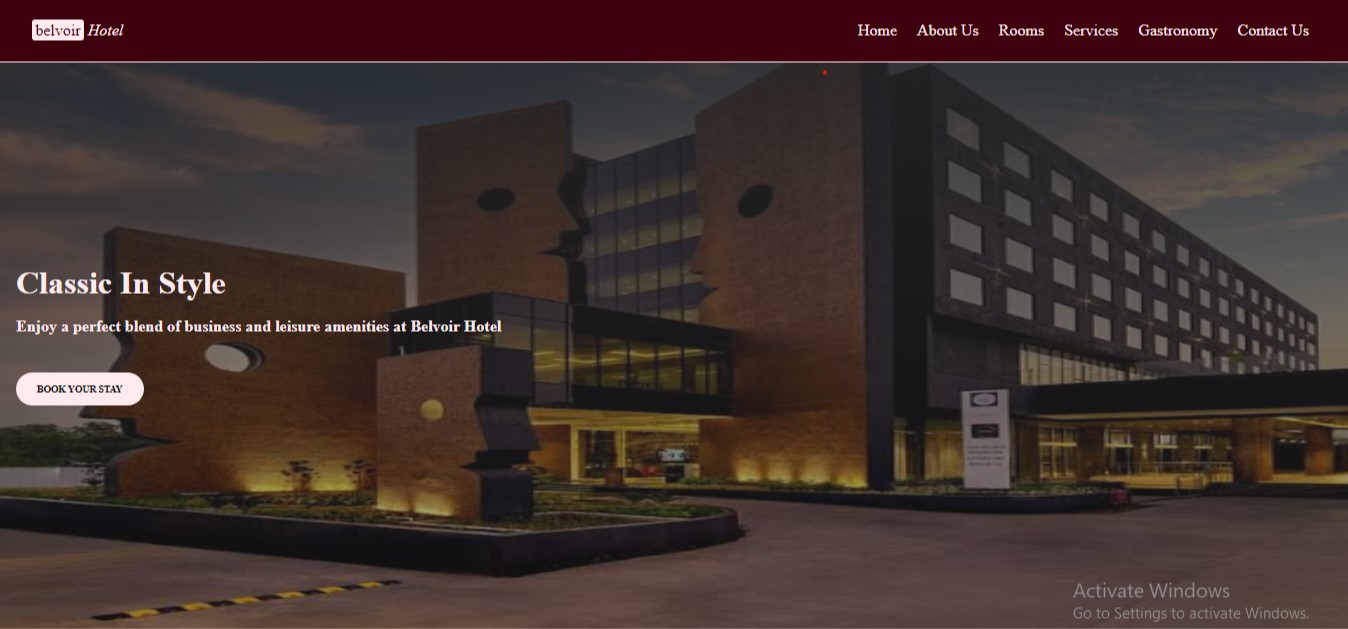 belvoir Hotel
Home About Us Rooms Services Gastronomy Contact Us
Classic In Style
Enjoy a perfect blend of business and leisure amenities at Belvoir Hotel
BOOK YOUR STAY
Activate Windows
Go to Settings to activate Windows.